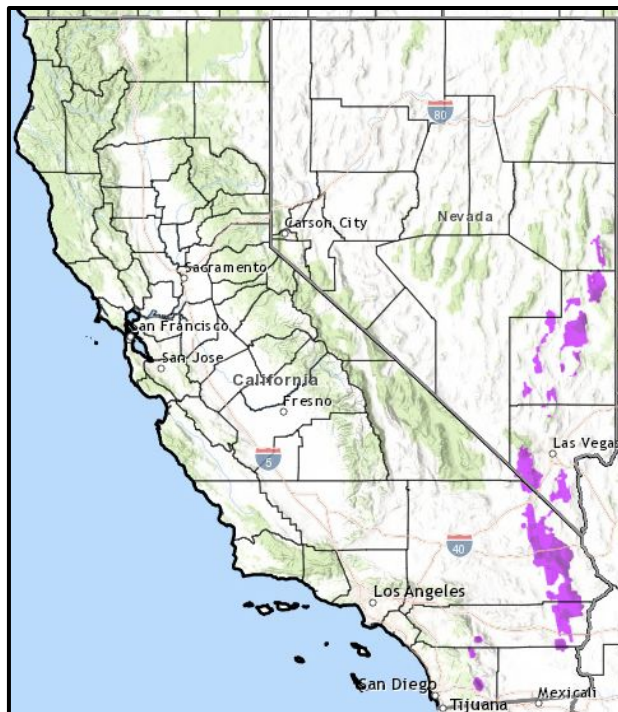 80
Carson City
Nevada
Sacramento
San Francisco
San Jose
California
Fresno
Las Vegas
5
40
Los Angeles
San Diego
Mexicali
Tijuana